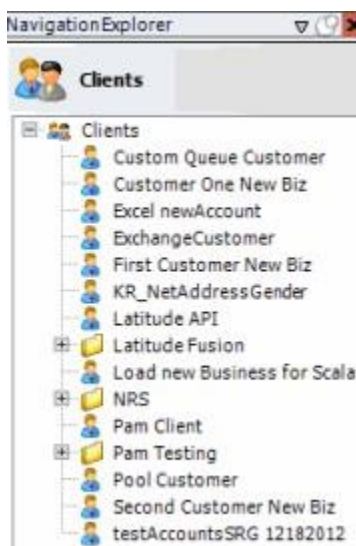 NavigationExplorer
Clients
Clients
Custom Queue Customer
Customer One New Biz
Excel newAccount
ExchangeCustomer
First Customer New Biz
KR_NetAddressGender
Latitude API
Latitude Fusion
Load new Business for Scala
NRS
Pam Client
Pam Testing
Pool Customer
Second Customer New Biz
testAccountsSRG 12182012